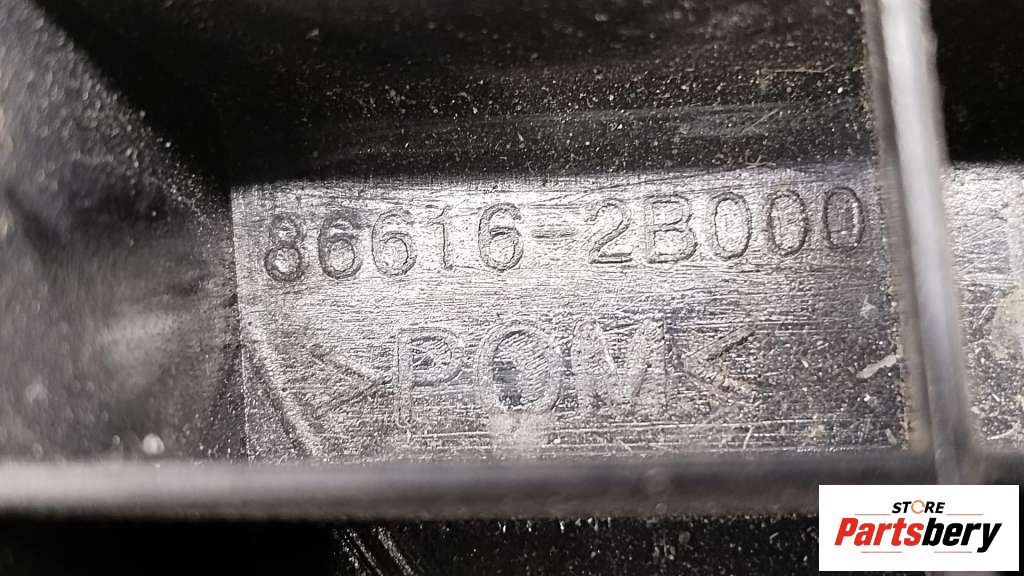 86616-2B000
>POM<
STORE
Partsbery